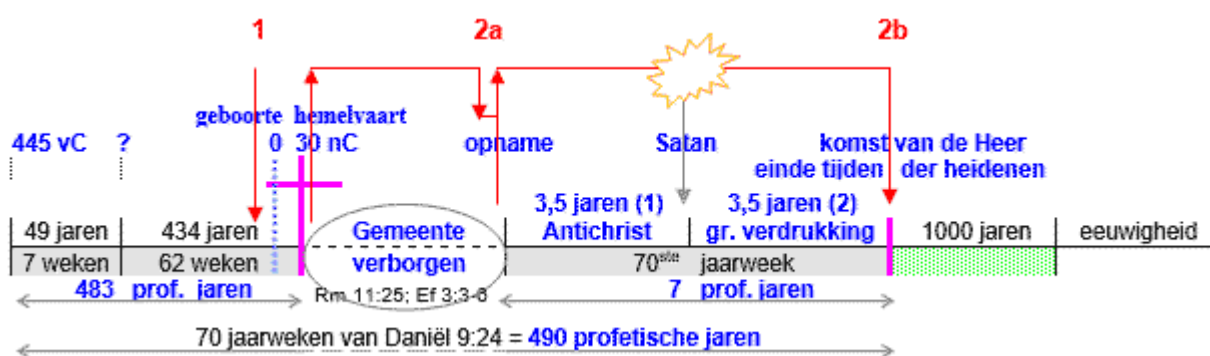 1 2a 2b
geboorte hemelvaart
445 vC ? 0 30 nC opname Satan komst van de Heer
einde tijden der heidenen
3,5 jaren (1) 3,5 jaren (2)
49 jaren 434 jaren Gemeente Antichrist gr. verdrukking 1000 jaren eeuwigheid
7 weken 62 weken verborgen 70ste jaarweek
483 prof. jaren Rm 11:25; Ef 3:3-6 7 prof. jaren
70 jaarweken van Daniël 9:24 = 490 profetische jaren